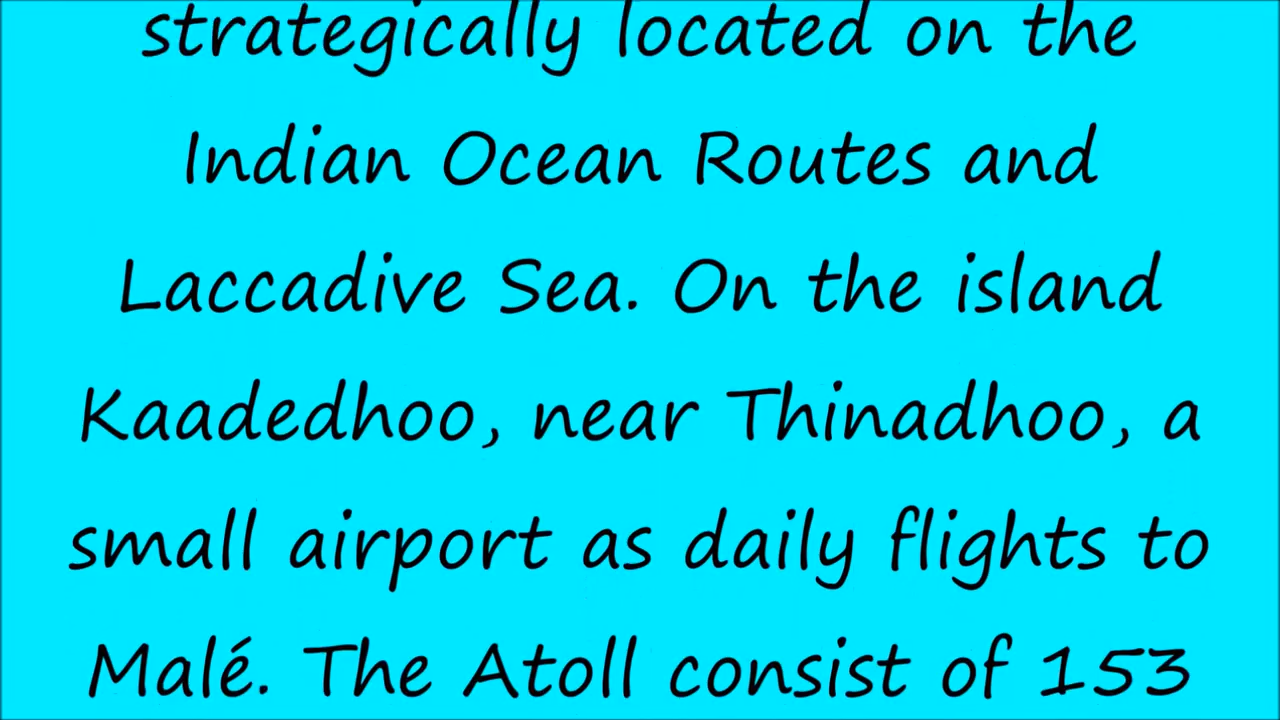 strategically located on the
Indian Ocean Routes and
Laccadive Sea. On the island
Kaadedhoo, near Thinadhoo, a
small airport as daily flights to
Malé. The Atoll consist of 153